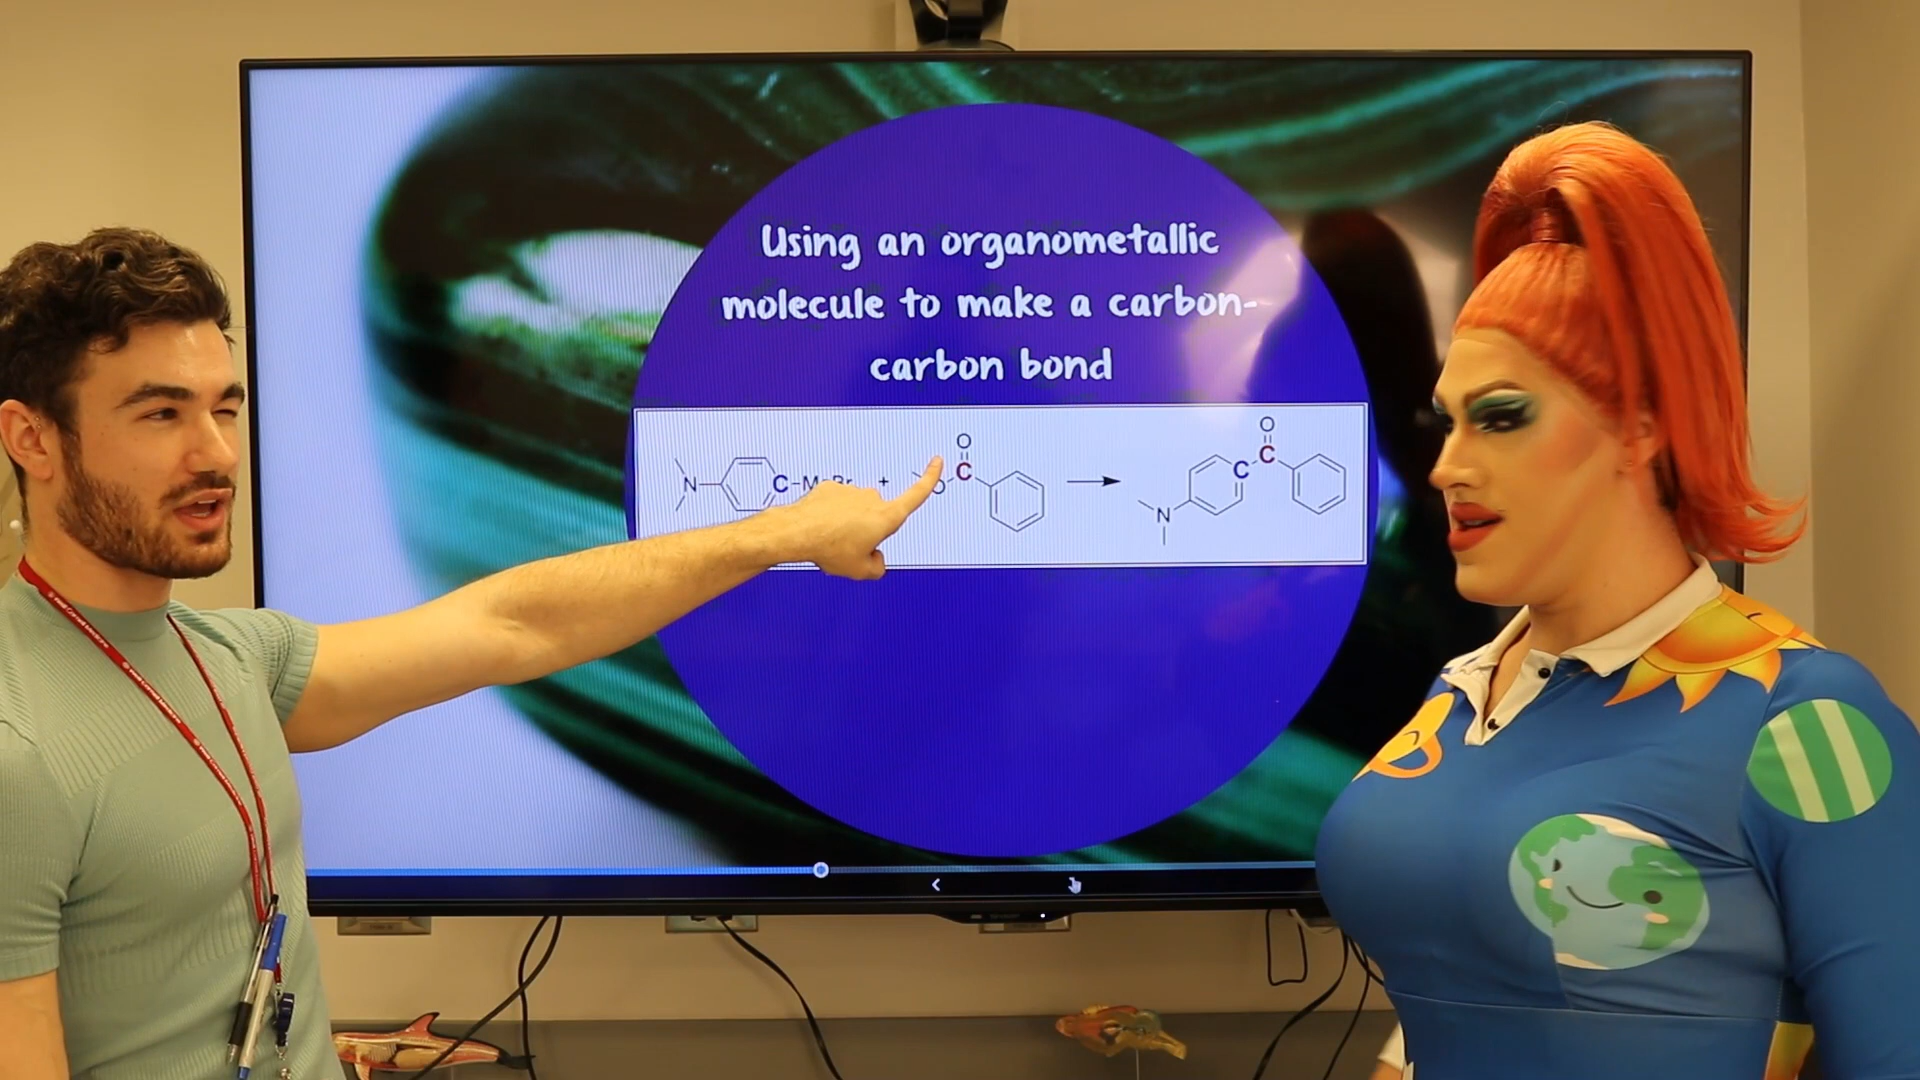 Using an organometallic
molecule to make a carbon-
carbon bond
O
O
C
C
N
C
+
O
C
N